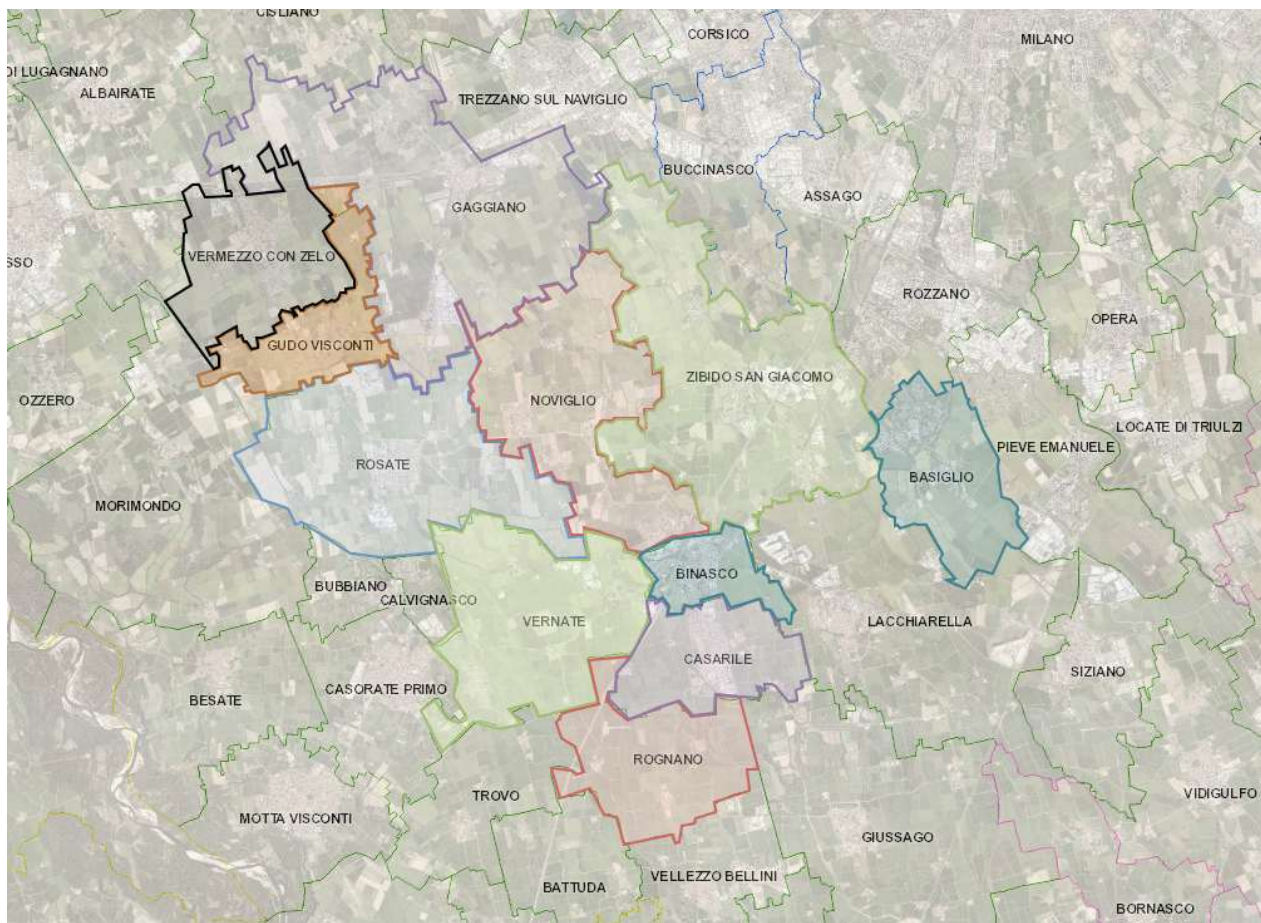 CISLIANO
CORSICO
MILANO
DI LUGAGNANO
ALBAIRATE
TREZZANO SUL NAVIGLIO
BUCCINASCO
ASSAGO
GAGGIANO
VERMEZZO CON ZELO
SSO
ROZZANO
OPERA
GUDO VISCONTI
ZIBIDO SAN GIACOMO
OZZERO
NOVIGLIO
LOCATE DI TRIULZI
PIEVE EMANUELE
ROSATE
BASIGLIO
MORIMONDO
BINASCO
BUBBIANO
CALVIGNASCO
VERNATE
LACCHIARELLA
CASARILE
SIZIANO
CASORATE PRIMO
BESATE
ROGNANO
TROVO
VIDIGULFO
MOTTA VISCONTI
GIUSSAGO
VELLEZZO BELLINI
BATTUDA
BORNASCO